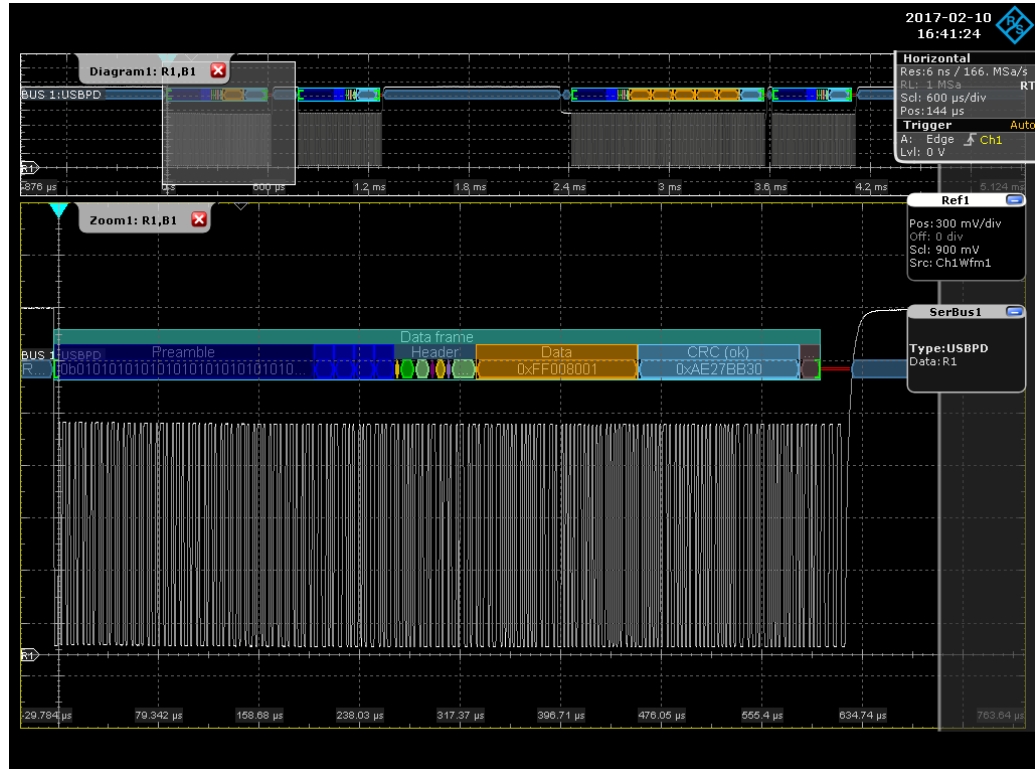 2017-02-10
16:41:24
Diagram1: R1,B1
BUS 1:USBPD
R1
-876 µs
0 s
600 µs
1.2 ms
1.8 ms
2.4 ms
3 ms
3.6 ms
4.2 ms
5.124 ms
Horizontal
Res:6 ns / 166. MSa/s
RL: 1 MSa RT
Scl: 600 µs/div
Pos:144 µs
Trigger Auto
A: Edge Ch1
Lvl: 0 V
Zoom1: R1,B1
Ref1
Pos:300 mV/div
Off: 0 div
Scl: 900 mV
Src: Ch1Wfm1
SerBus1
Type:USBPD
Data:R1
Data frame
BUS 1:USBPD
Preamble
Header
Data
CRC (ok)
...
R...
0b010101010101010101010101010...
0xFF008001
0xAE27BB30
R1
-29.784 µs
79.342 µs
158.68 µs
238.03 µs
317.37 µs
396.71 µs
476.05 µs
555.4 µs
634.74 µs
763.64 µs